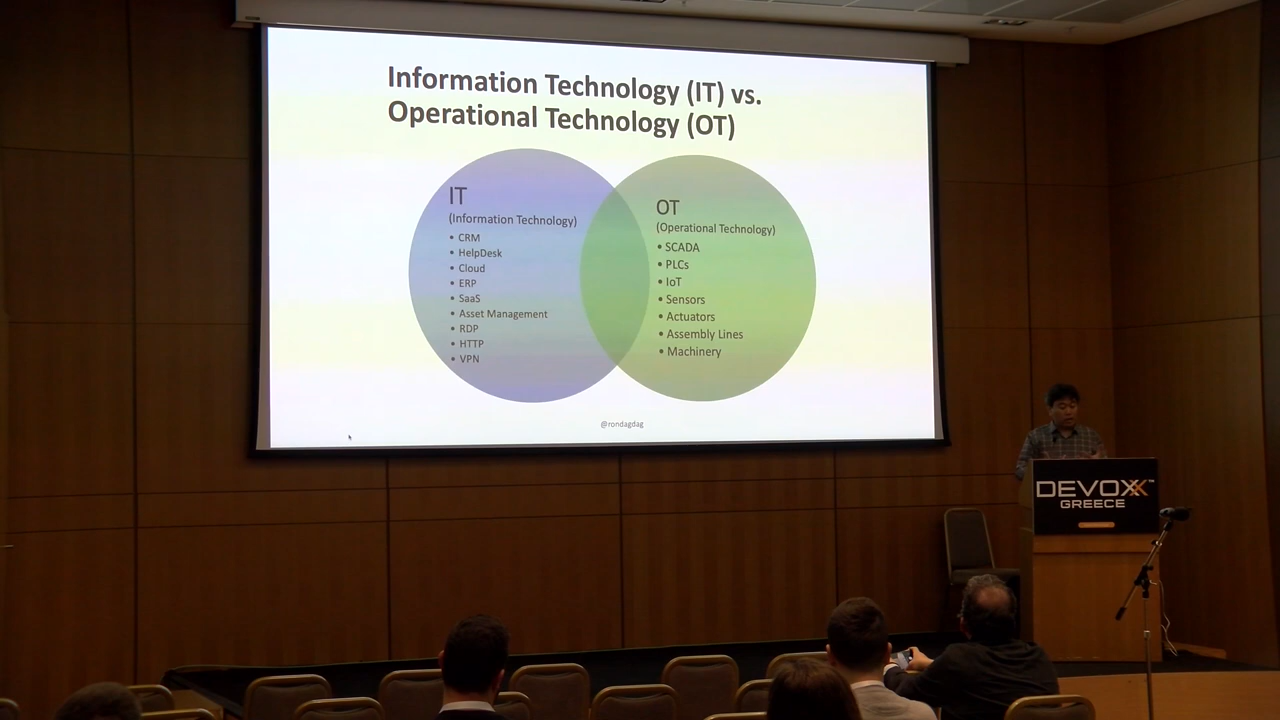 Information Technology (IT) vs.
Operational Technology (OT)
IT
(Information Technology)
• CRM
• HelpDesk
• Cloud
• ERP
• SaaS
• Asset Management
• RDP
• HTTP
• VPN
OT
(Operational Technology)
• SCADA
• PLCs
• IoT
• Sensors
• Actuators
• Assembly Lines
• Machinery
@rondagdag
DEVOXX™
GREECE